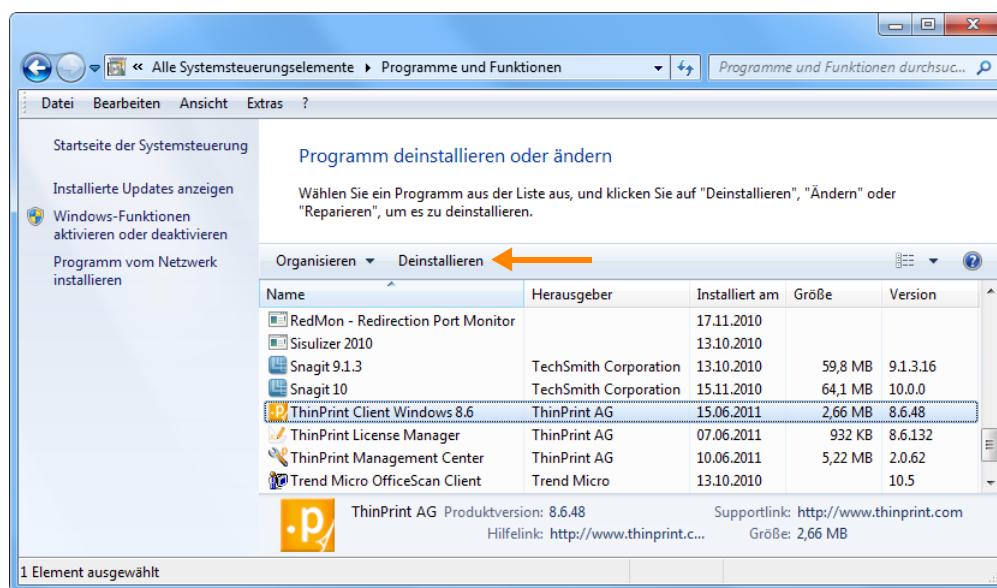 « Alle Systemsteuerungselemente Programme und Funktionen Programme und Funktionen durchsuc...
Datei Bearbeiten Ansicht Extras ?
Startseite der Systemsteuerung
Installierte Updates anzeigen
Windows-Funktionen
aktivieren oder deaktivieren
Programm vom Netzwerk
installieren
Programm deinstallieren oder ändern
Wählen Sie ein Programm aus der Liste aus, und klicken Sie auf "Deinstallieren", "Ändern" oder
"Reparieren", um es zu deinstallieren.
Organisieren Deinstallieren ?
Name Herausgeber Installiert am Größe Version
RedMon - Redirection Port Monitor 17.11.2010
Sisulizer 2010 13.10.2010
Snagit 9.1.3 TechSmith Corporation 13.10.2010 59,8 MB 9.1.3.16
Snagit 10 TechSmith Corporation 15.11.2010 64,1 MB 10.0.0
ThinPrint Client Windows 8.6 ThinPrint AG 15.06.2011 2,66 MB 8.6.48
ThinPrint License Manager ThinPrint AG 07.06.2011 932 KB 8.6.132
ThinPrint Management Center ThinPrint AG 10.06.2011 5,22 MB 2.0.62
Trend Micro OfficeScan Client Trend Micro 13.10.2010 10.5
.p/
ThinPrint AG Produktversion: 8.6.48 Supportlink: http://www.thinprint.com
Hilfelink: http://www.thinprint.c... Größe: 2,66 MB
1 Element ausgewählt